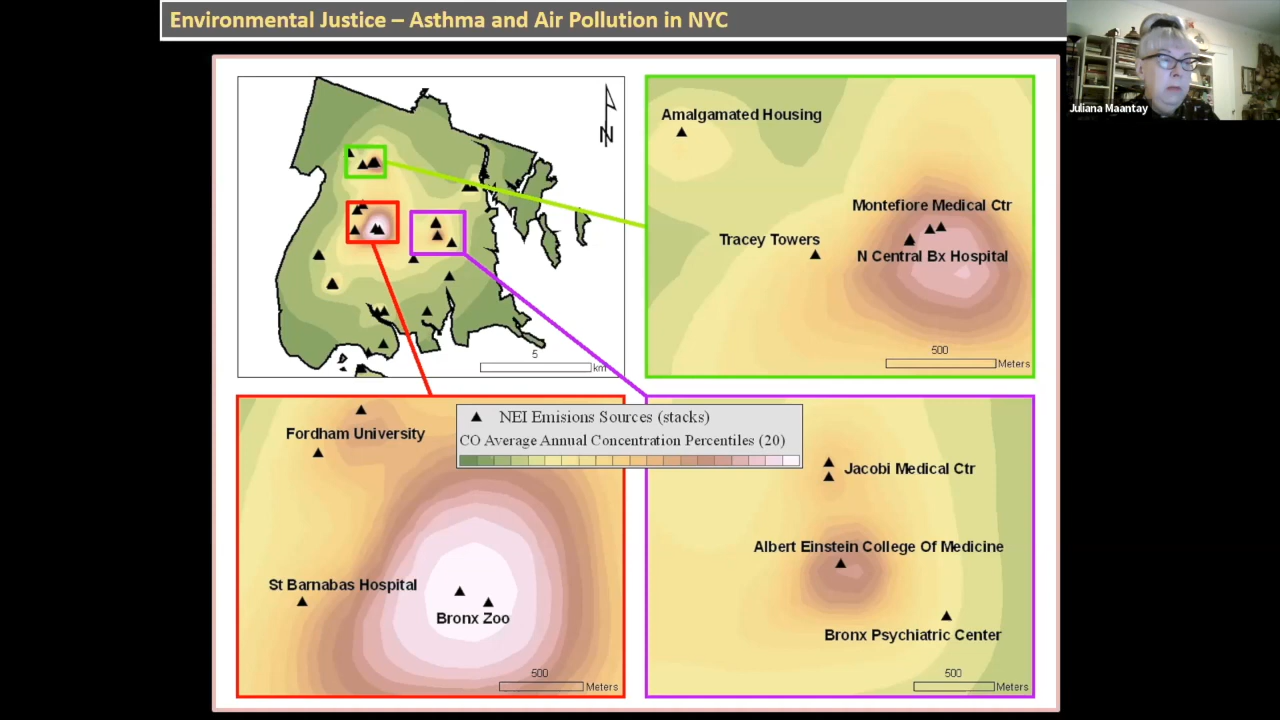 Environmental Justice – Asthma and Air Pollution in NYC
Juliana Maantay
N
5
km
Amalgamated Housing
Montefiore Medical Ctr
Tracey Towers
N Central Bx Hospital
500
Meters
NEI Emisions Sources (stacks)
CO Average Annual Concentration Percentiles (20)
Fordham University
St Barnabas Hospital
Bronx Zoo
500
Meters
Jacobi Medical Ctr
Albert Einstein College Of Medicine
Bronx Psychiatric Center
500
Meters